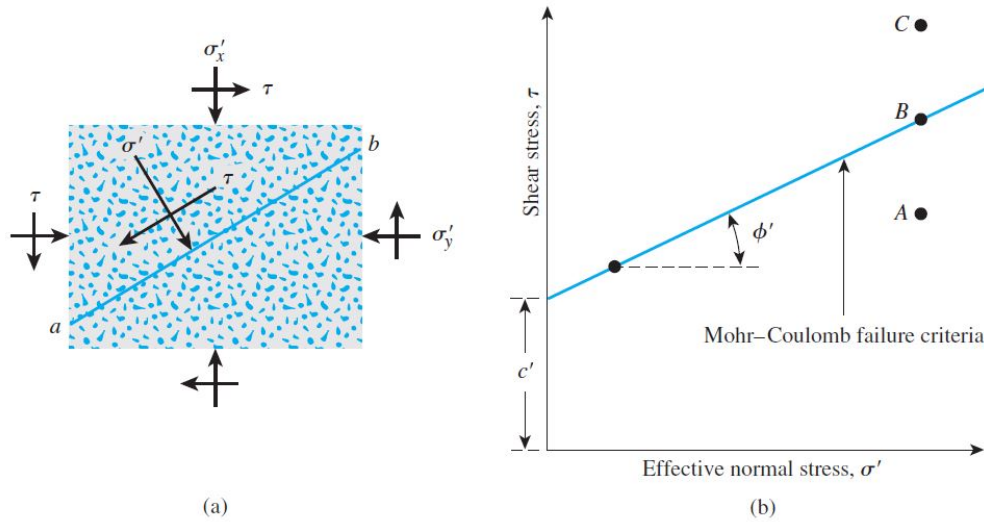 σ′x
τ
σ′
τ
b
τ
σ′y
a
(a)
C
B
A
Shear stress, τ
ϕ′
Mohr–Coulomb failure criteria
c′
Effective normal stress, σ′
(b)